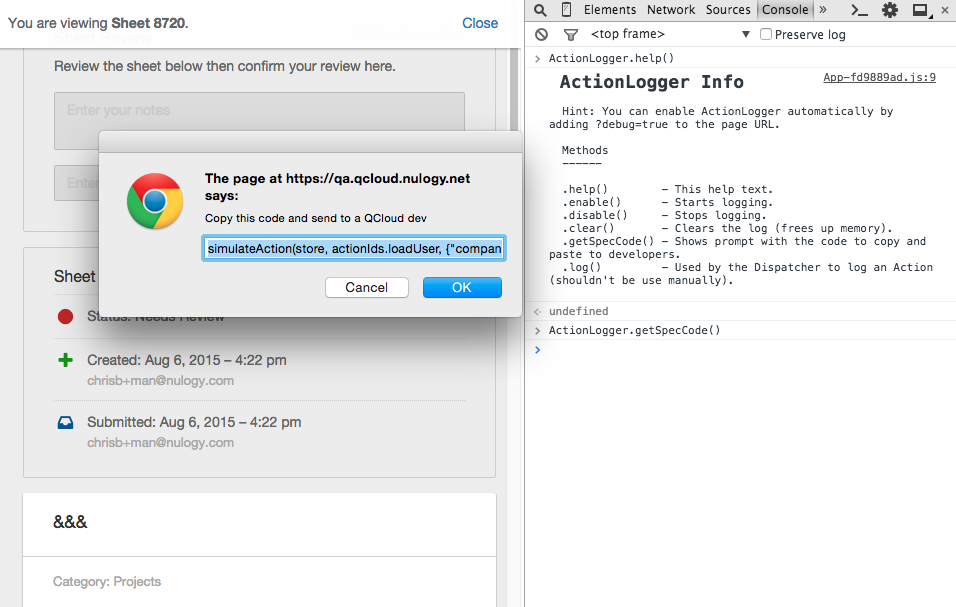 You are viewing Sheet 8720.
Close
Review the sheet below then confirm your review here.
Enter your notes
Enter
The page at https://qa.qcloud.nulogy.net
says:
Copy this code and send to a QCloud dev
simulateAction(store, actionIds.loadUser, {"compan
Cancel
OK
Sheet
Status: Needs Review
Created: Aug 6, 2015 – 4:22 pm
chrisb+man@nulogy.com
Submitted: Aug 6, 2015 – 4:22 pm
chrisb+man@nulogy.com
&&&
Category: Projects
Elements Network Sources Console »
<top frame> ▼ Preserve log
> ActionLogger.help()
ActionLogger Info
App-fd9889ad.js:9
Hint: You can enable ActionLogger automatically by
adding ?debug=true to the page URL.
Methods
------
.help() – This help text.
.enable() – Starts logging.
.disable() – Stops logging.
.clear() – Clears the log (frees up memory).
.getSpecCode() – Shows prompt with the code to copy and
paste to developers.
.log() – Used by the Dispatcher to log an Action
(shouldn't be use manually).
undefined
> ActionLogger.getSpecCode()
>